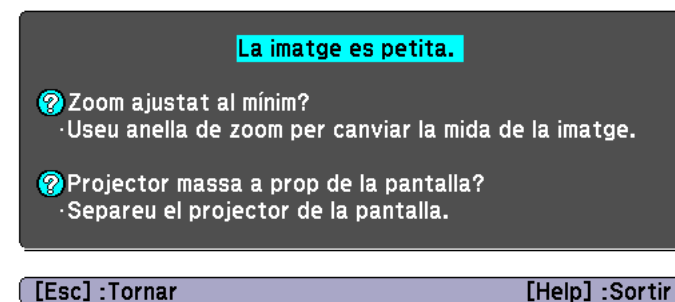 La imatge es petita.
Zoom ajustat al mínim?
·Useu anella de zoom per canviar la mida de la imatge.
Projector massa a prop de la pantalla?
·Separeu el projector de la pantalla.
[Esc] :Tornar [Help] :Sortir